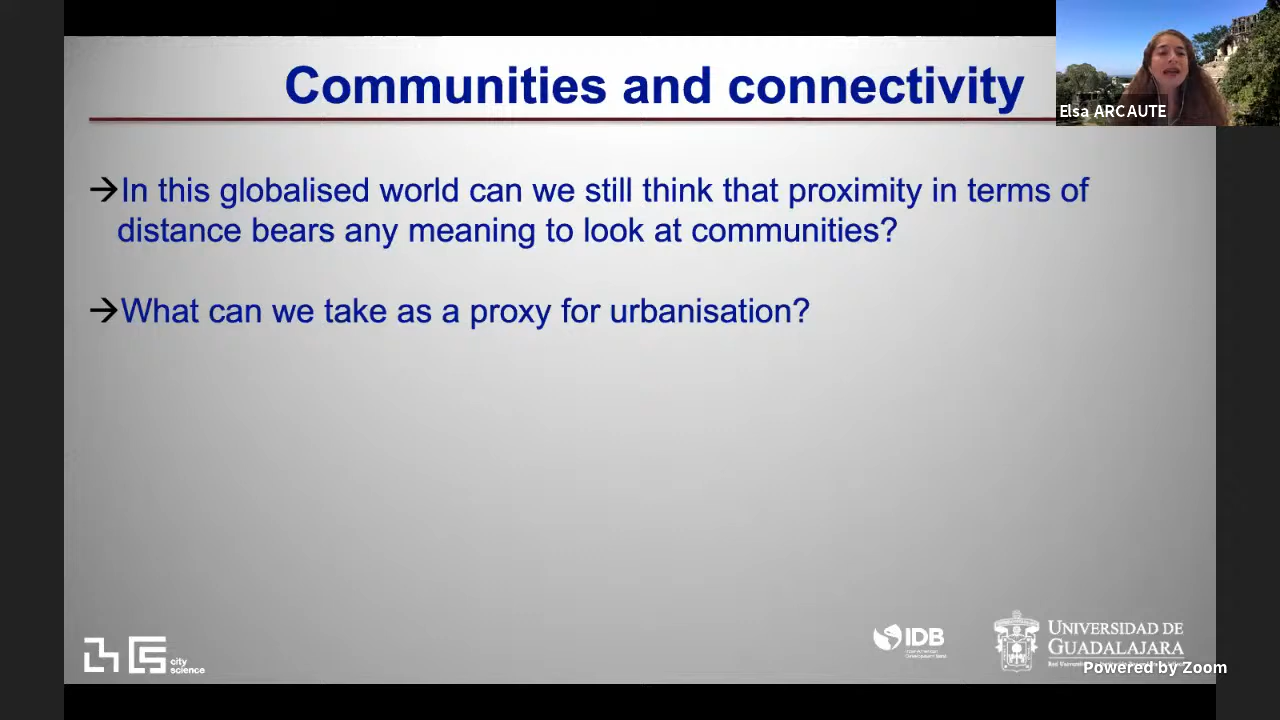 Communities and connectivity
Elsa ARCAUTE
→In this globalised world can we still think that proximity in terms of
distance bears any meaning to look at communities?
→What can we take as a proxy for urbanisation?
city
science
IDB
UNIVERSIDAD DE
GUADALAJARA
Powered by Zoom